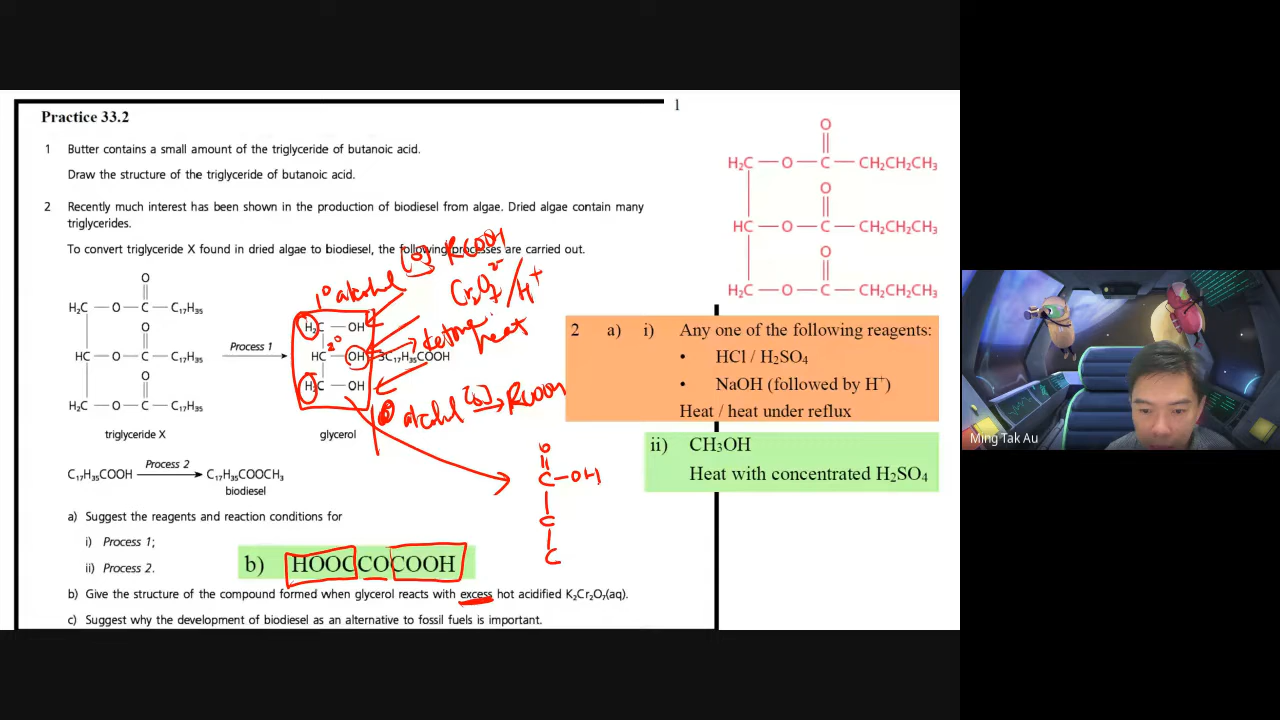 Practice 33.2
1 Butter contains a small amount of the triglyceride of butanoic acid.
Draw the structure of the triglyceride of butanoic acid.
2 Recently much interest has been shown in the production of biodiesel from algae. Dried algae contain many
triglycerides.
To convert triglyceride X found in dried algae to biodiesel, the following processes are carried out.
1° alcohol [O] RCOOH
Cr₂O₇²⁻/H⁺
heat
ketone
2°
1° alcohol [O] → RCOOH
O
H₂C — O — C — C₁₇H₃₅
O
HC — O — C — C₁₇H₃₅
O
H₂C — O — C — C₁₇H₃₅
triglyceride X
Process 1
H₂C — OH
HC — OH
H₂C — OH
glycerol
3C₁₇H₃₅COOH
C₁₇H₃₅COOH Process 2 C₁₇H₃₅COOCH₃
biodiesel
O
C — OH
C
C
a) Suggest the reagents and reaction conditions for
i) Process 1;
ii) Process 2.
b) HOOCCOCOOH
b) Give the structure of the compound formed when glycerol reacts with excess hot acidified K₂Cr₂O₇(aq).
c) Suggest why the development of biodiesel as an alternative to fossil fuels is important.
1
O
H₂C — O — C — CH₂CH₂CH₃
O
HC — O — C — CH₂CH₂CH₃
O
H₂C — O — C — CH₂CH₂CH₃
2 a) i) Any one of the following reagents:
• HCl / H₂SO₄
• NaOH (followed by H⁺)
Heat / heat under reflux
ii) CH₃OH
Heat with concentrated H₂SO₄
Ming Tak Au